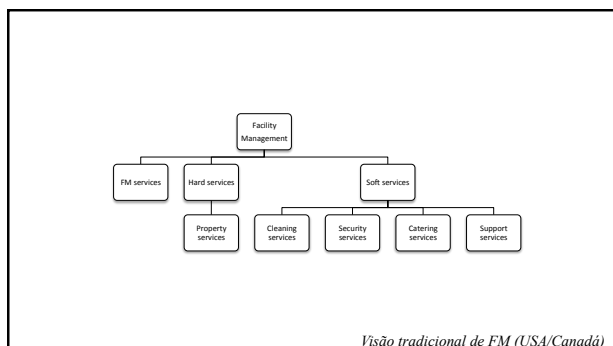 Facility
Management
FM services
Hard services
Soft services
Property
services
Cleaning
services
Security
services
Catering
services
Support
services
Visão tradicional de FM (USA/Canadá)